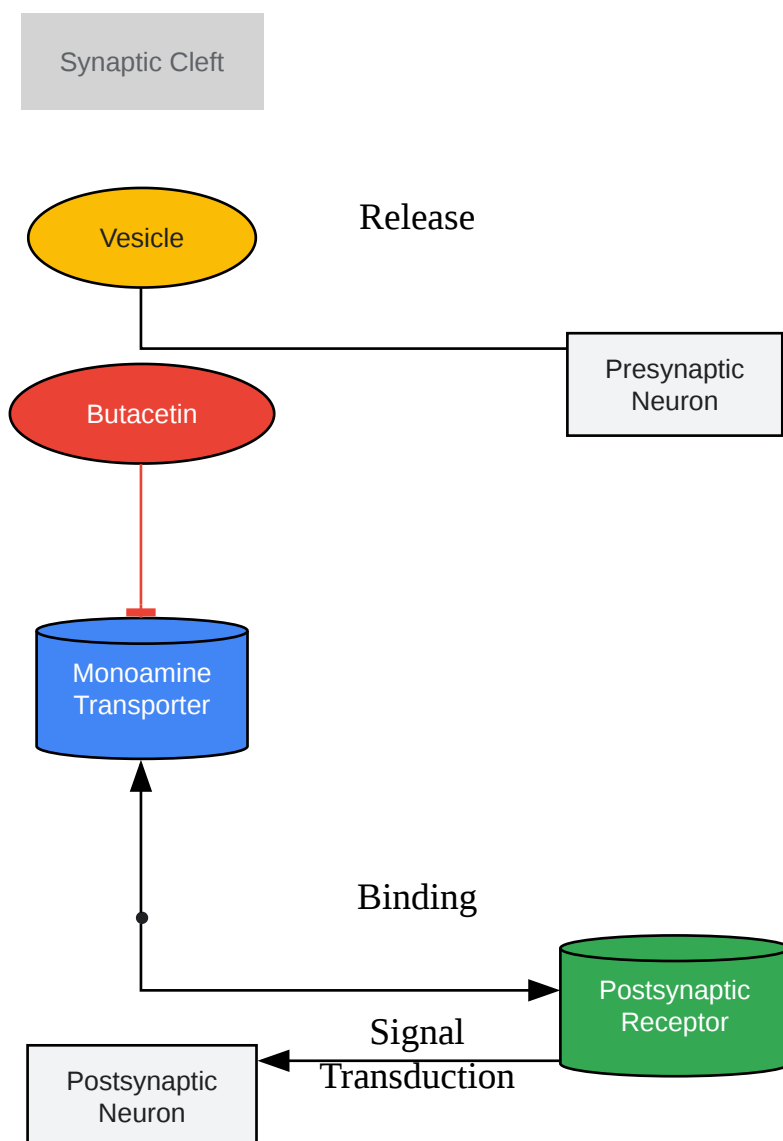 Synaptic Cleft
Vesicle
Release
Presynaptic
Neuron
Butacetin
Monoamine
Transporter
Binding
Postsynaptic
Receptor
Signal
Transduction
Postsynaptic
Neuron